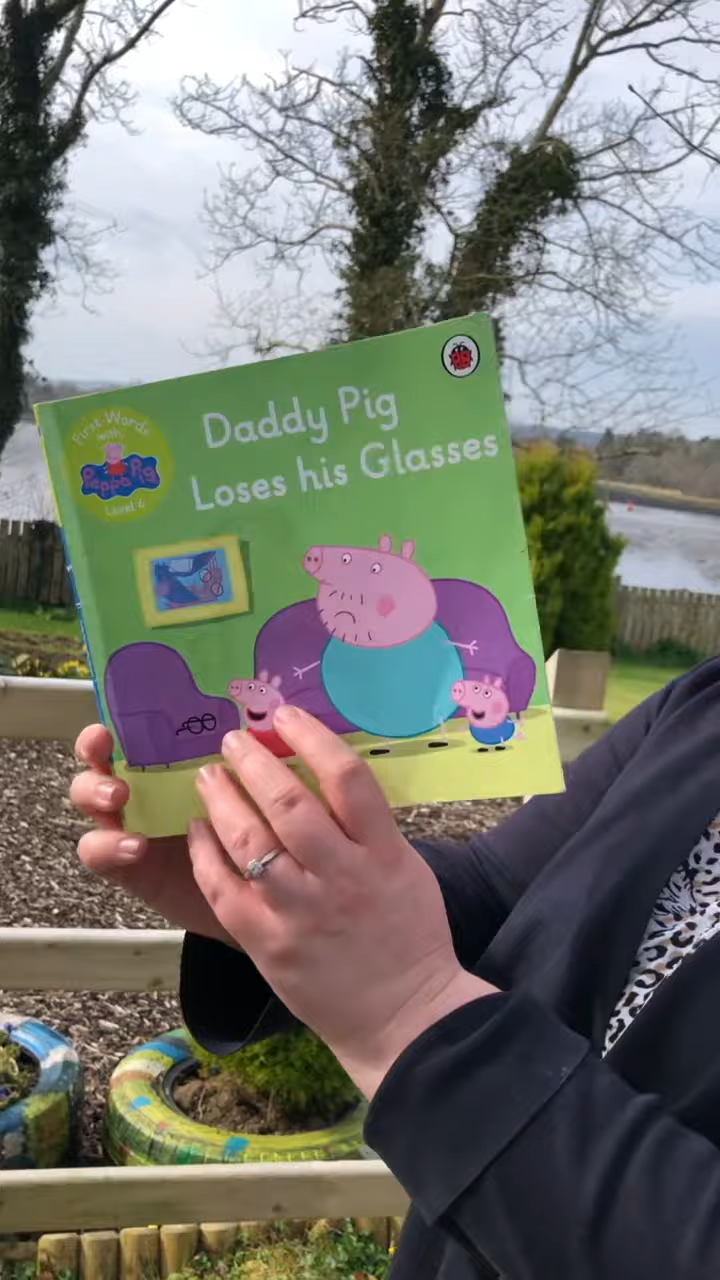 First Words
with
Peppa Pig
Level 4
Daddy Pig
Loses his Glasses